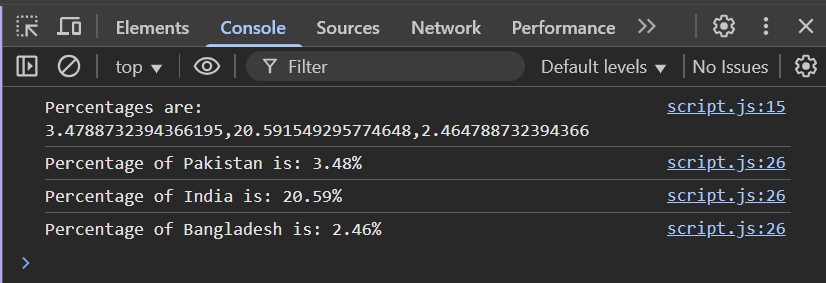 Elements Console Sources Network Performance
top ▼ Filter Default levels ▼ No Issues
Percentages are: script.js:15
3.4788732394366195,20.591549295774648,2.464788732394366
Percentage of Pakistan is: 3.48% script.js:26
Percentage of India is: 20.59% script.js:26
Percentage of Bangladesh is: 2.46% script.js:26